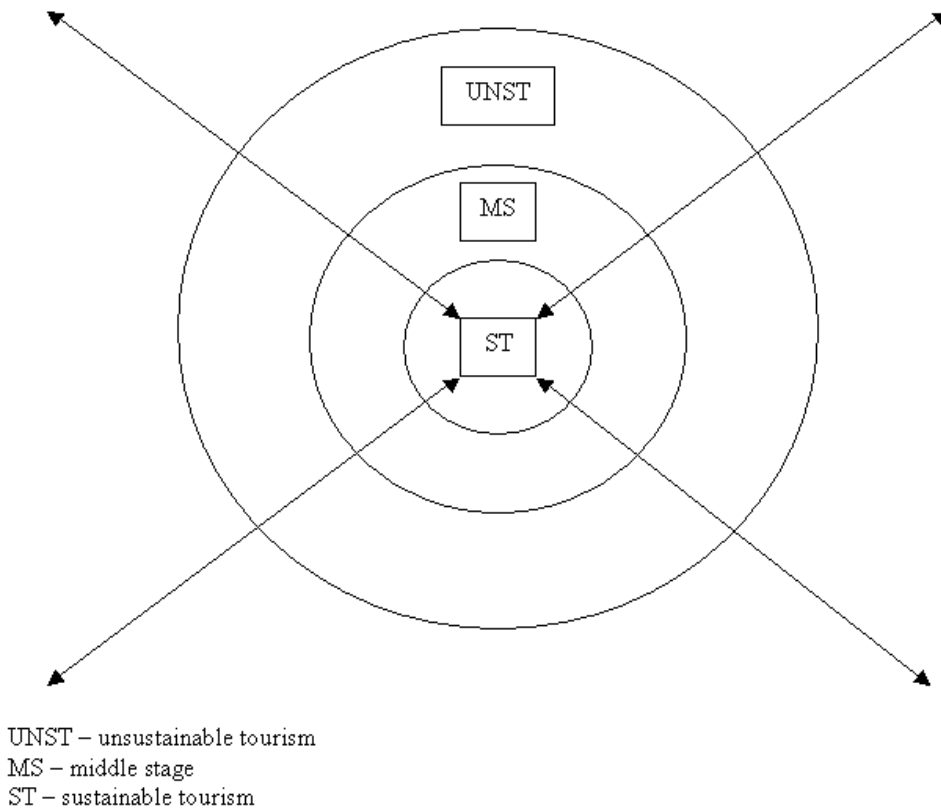 UNST
MS
ST
UNST – unsustainable tourism
MS – middle stage
ST – sustainable tourism